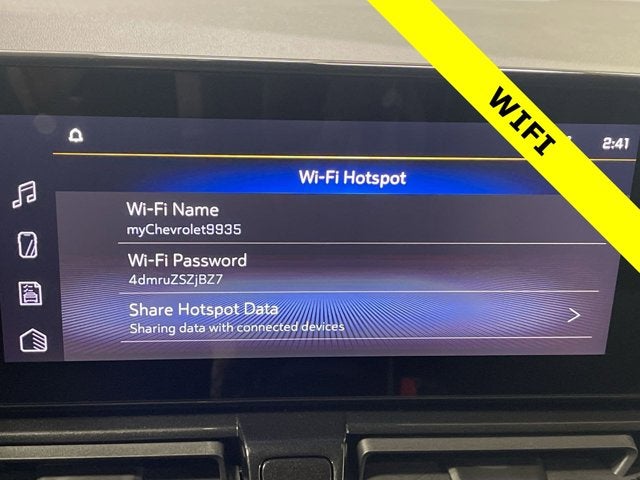 WIFI
2:41
Wi-Fi Hotspot
Wi-Fi Name
myChevrolet9935
Wi-Fi Password
4dmruZSZjBZ7
Share Hotspot Data
Sharing data with connected devices